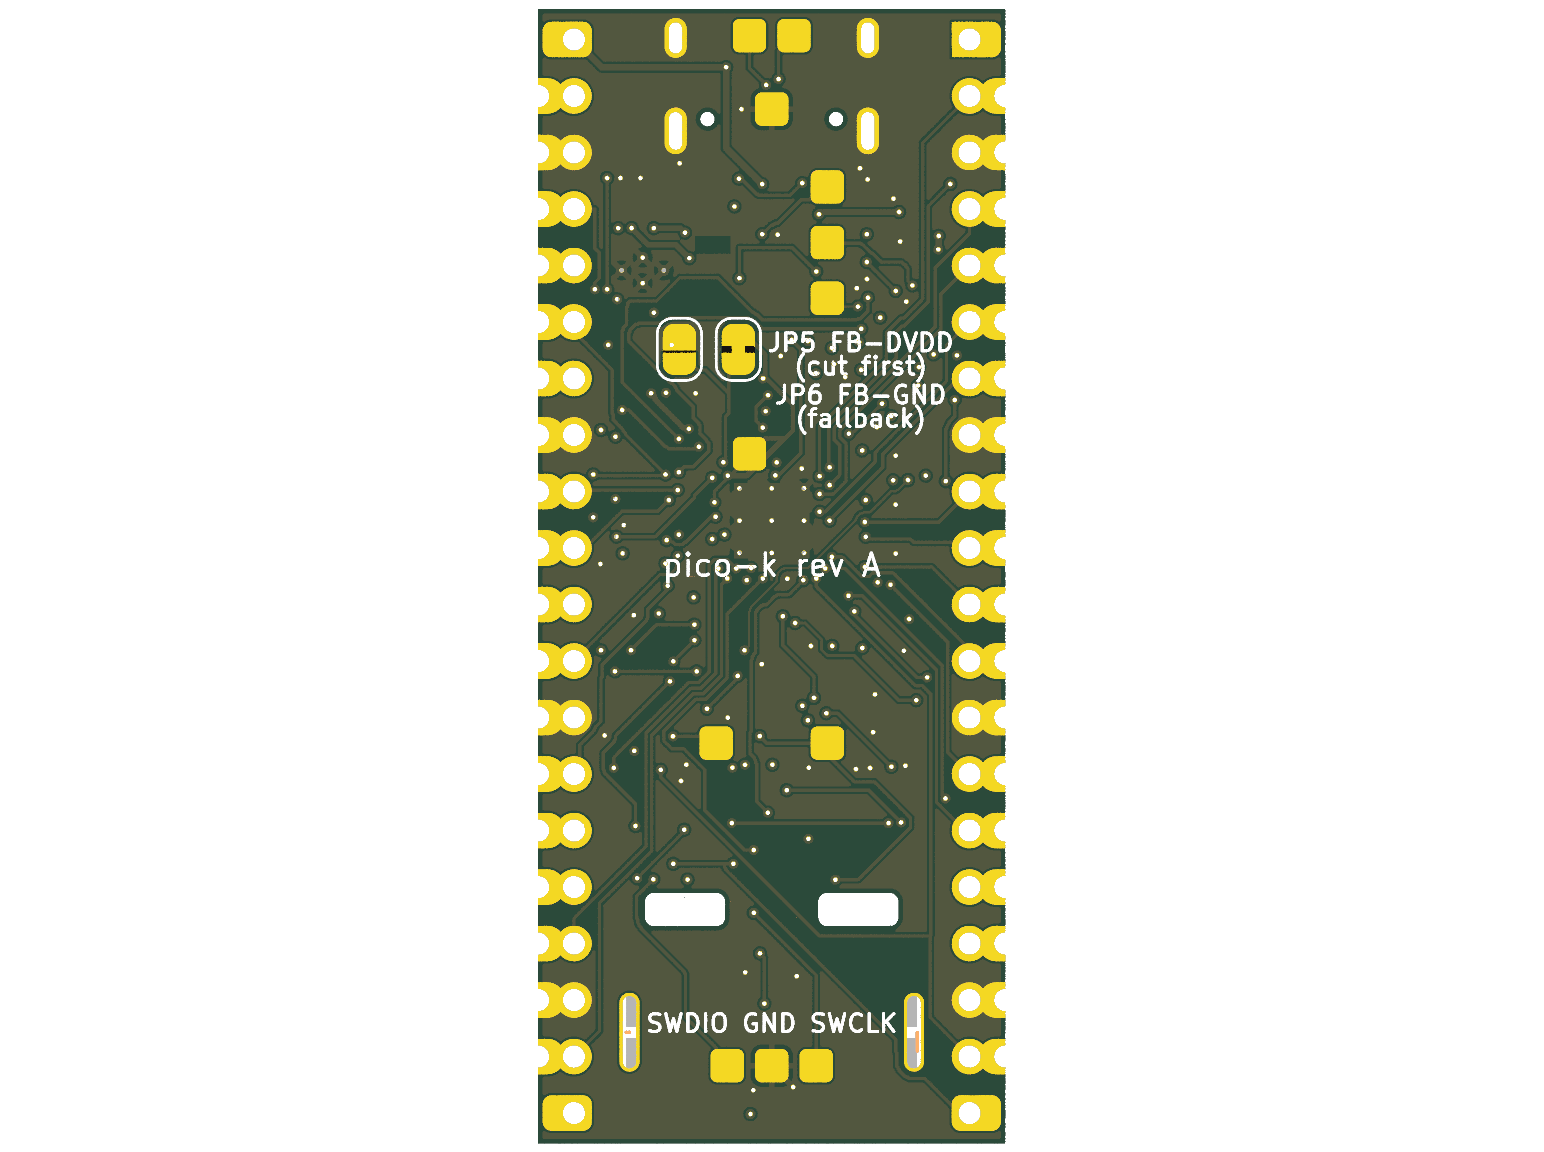 JP5 FB-DVDD
(cut first)
JP6 FB-GND
(fallback)
pico-k rev A
SWDIO GND SWCLK